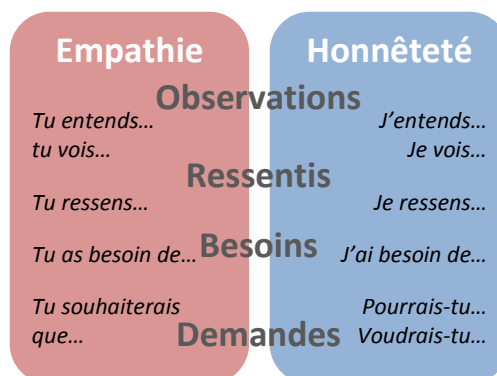 Empathie
Honnêteté
Observations
Tu entends…
tu vois…
J'entends…
Je vois…
Ressentis
Tu ressens…
Je ressens…
Besoins
Tu as besoin de…
J'ai besoin de…
Tu souhaiterais
que…
Pourrais-tu…
Voudrais-tu…
Demandes